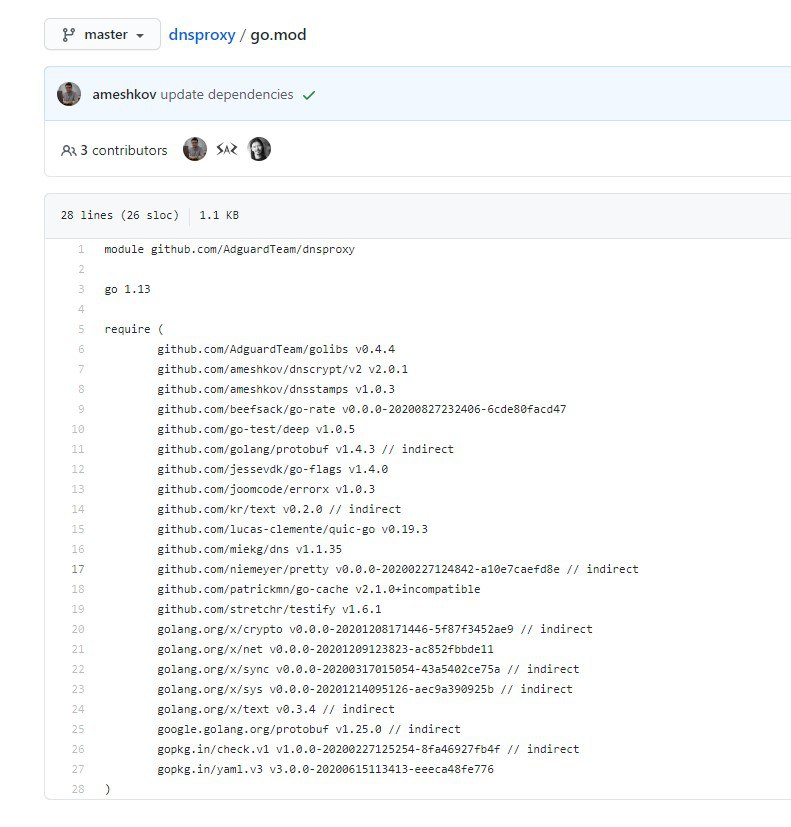 master
dnsproxy / go.mod
ameshkov update dependencies
3 contributors
SAZ
28 lines (26 sloc) 1.1 KB
1 module github.com/AdguardTeam/dnsproxy
2
3 go 1.13
4
5 require (
6 github.com/AdguardTeam/golibs v0.4.4
7 github.com/ameshkov/dnscrypt/v2 v2.0.1
8 github.com/ameshkov/dnsstamps v1.0.3
9 github.com/beefsack/go-rate v0.0.0-20200827232406-6cde80facd47
10 github.com/go-test/deep v1.0.5
11 github.com/golang/protobuf v1.4.3 // indirect
12 github.com/jessevdk/go-flags v1.4.0
13 github.com/joomcode/errorx v1.0.3
14 github.com/kr/text v0.2.0 // indirect
15 github.com/lucas-clemente/quic-go v0.19.3
16 github.com/miekg/dns v1.1.35
17 github.com/niemeyer/pretty v0.0.0-20200227124842-a10e7caefd8e // indirect
18 github.com/patrickmn/go-cache v2.1.0+incompatible
19 github.com/stretchr/testify v1.6.1
20 golang.org/x/crypto v0.0.0-20201208171446-5f87f3452ae9 // indirect
21 golang.org/x/net v0.0.0-20201209123823-ac852fbbde11
22 golang.org/x/sync v0.0.0-20200317015054-43a5402ce75a // indirect
23 golang.org/x/sys v0.0.0-20201214095126-aec9a390925b // indirect
24 golang.org/x/text v0.3.4 // indirect
25 google.golang.org/protobuf v1.25.0 // indirect
26 gopkg.in/check.v1 v1.0.0-20200227125254-8fa46927fb4f // indirect
27 gopkg.in/yaml.v3 v3.0.0-20200615113413-eeeca48fe776
28 )